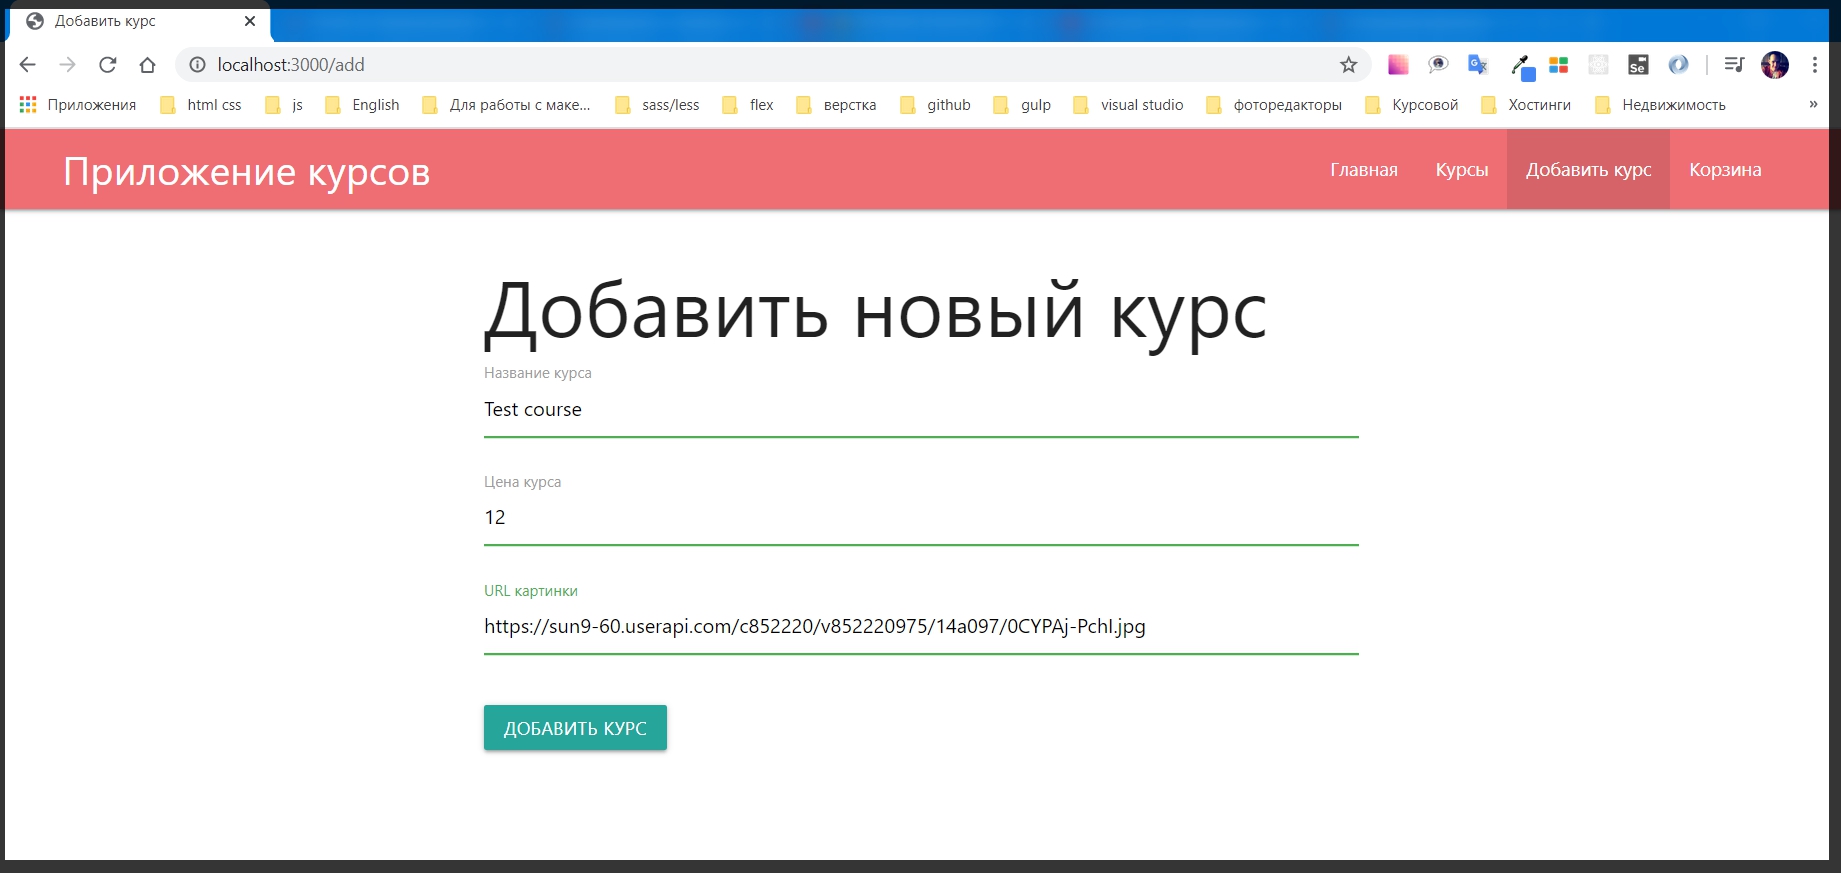 Добавить курс
localhost:3000/add
Приложения html css js English Для работы с маке... sass/less flex верстка github gulp visual studio фоторедакторы Курсовой Хостинги Недвижимость »
Приложение курсов Главная Курсы Добавить курс Корзина
Добавить новый курс
Название курса
Test course
Цена курса
12
URL картинки
https://sun9-60.userapi.com/c852220/v852220975/14a097/0CYPAj-PchI.jpg
ДОБАВИТЬ КУРС